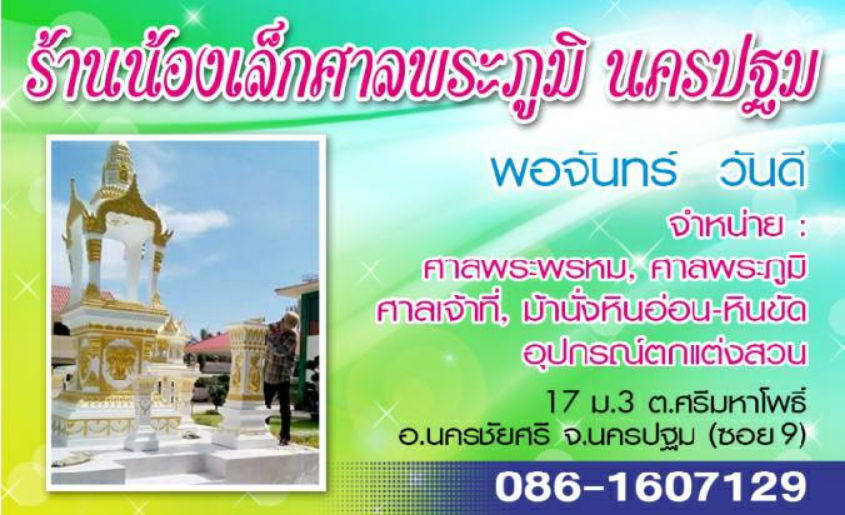 ร้านน้องเล็กศาลพระภูมิ นครปฐม
พอจันทร์ วันดี
จำหน่าย :
ศาลพระพรหม, ศาลพระภูมิ
ศาลเจ้าที่, ม้านั่งหินอ่อน-หินขัด
อุปกรณ์ตกแต่งสวน
17 ม.3 ต.ศรีมหาโพธิ์
อ.นครชัยศรี จ.นครปฐม (ซอย 9)
086-1607129